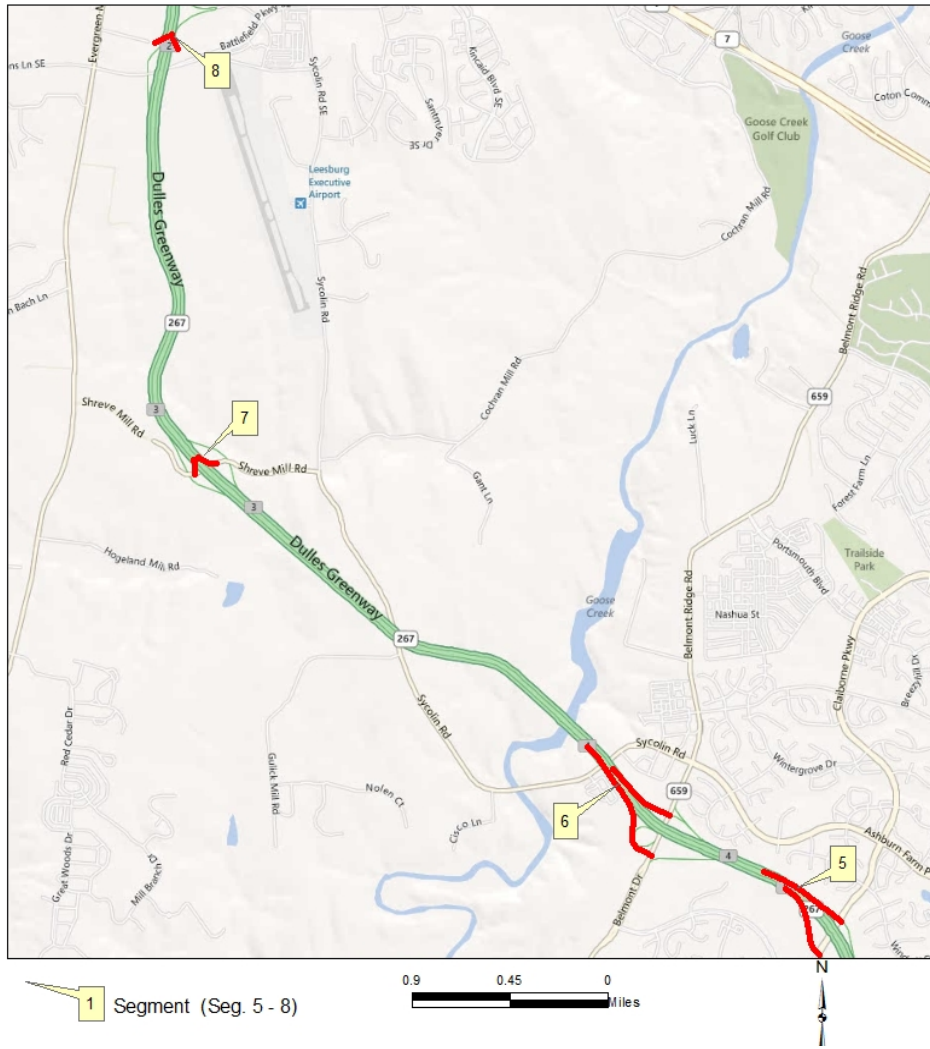 Evergreen M
2
Battlefield Pkwy
8
ns Ln SE
Sycolin Rd SE
Kincaid Blvd SE
Santmyer Dr SE
7
Goose
Creek
Coton Comm
Goose Creek
Golf Club
Leesburg
Executive
Airport
Dulles Greenway
Cochran Mill Rd
Sycolin Rd
n Bach Ln
267
Belmont Ridge Rd
Cochran Mill Rd
659
Shreve Mill Rd
3
7
Shreve Mill Rd
Luck Ln
Gant Ln
Forest Farm Ln
3
Dulles Greenway
Hogeland Mill Rd
Portsmouth Blvd
Trailside
Park
Belmont Ridge Rd
Goose
Creek
Nashua St
267
Claiborne Pkwy
Breezy Hill Dr
Red Cedar Dr
Sycolin Rd
Sycolin Rd
Gulick Mill Rd
Nolen Ct
Wintergrove Dr
659
6
Cisco Ln
Great Woods Dr
Mill Branch Dr
Ashburn Farm P
4
5
Belmont Dr
267
1
Segment (Seg. 5 - 8)
0.9
0.45
0
Miles
N